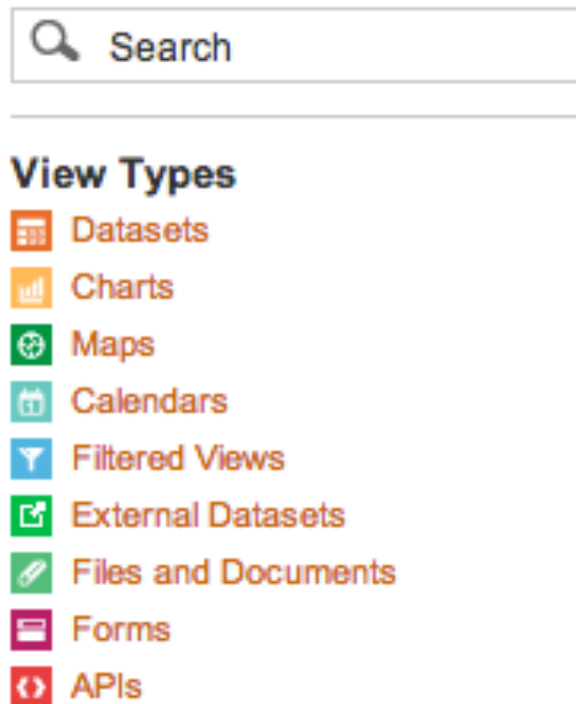 Search
View Types
Datasets
Charts
Maps
Calendars
Filtered Views
External Datasets
Files and Documents
Forms
APIs